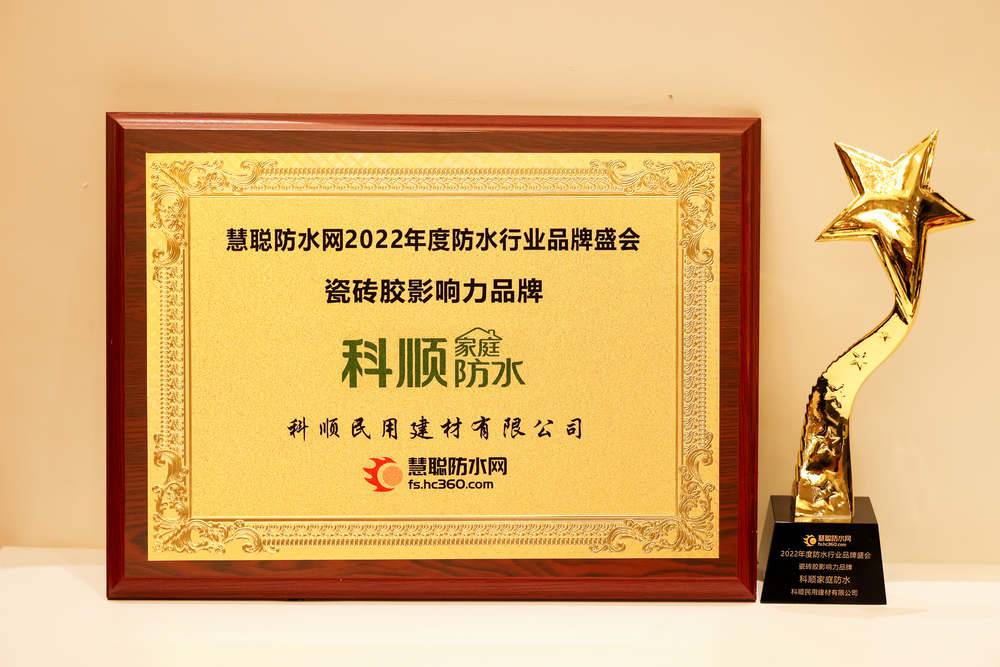 慧聪防水网2022年度防水行业品牌盛会
瓷砖胶影响力品牌
科顺 家庭防水
科顺民用建材有限公司
慧聪防水网
fs.hc360.com
慧聪防水网
fs.hc360.com
2022年度防水行业品牌盛会
瓷砖胶影响力品牌
科顺家庭防水
科顺民用建材有限公司